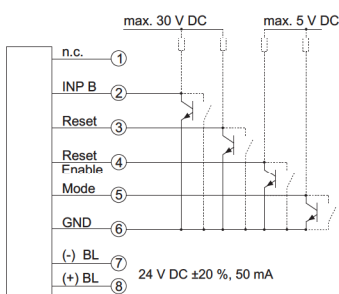 max. 30 V DC
max. 5 V DC
n.c.
1
INP B
2
Reset
3
Reset
Enable
4
Mode
5
GND
6
(-) BL
7
24 V DC ±20 %, 50 mA
(+) BL
8